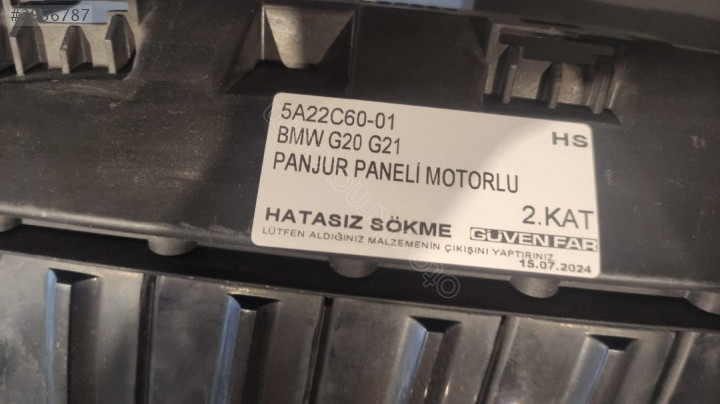 5A22C60-01
HS
BMW G20 G21
PANJUR PANELİ MOTORLU
2.KAT
HATASIZ SÖKME
GÜVEN FAR
LÜTFEN ALDIĞINIZ MALZEMENİN ÇIKIŞINI YAPTIRINIZ
15.07.2024